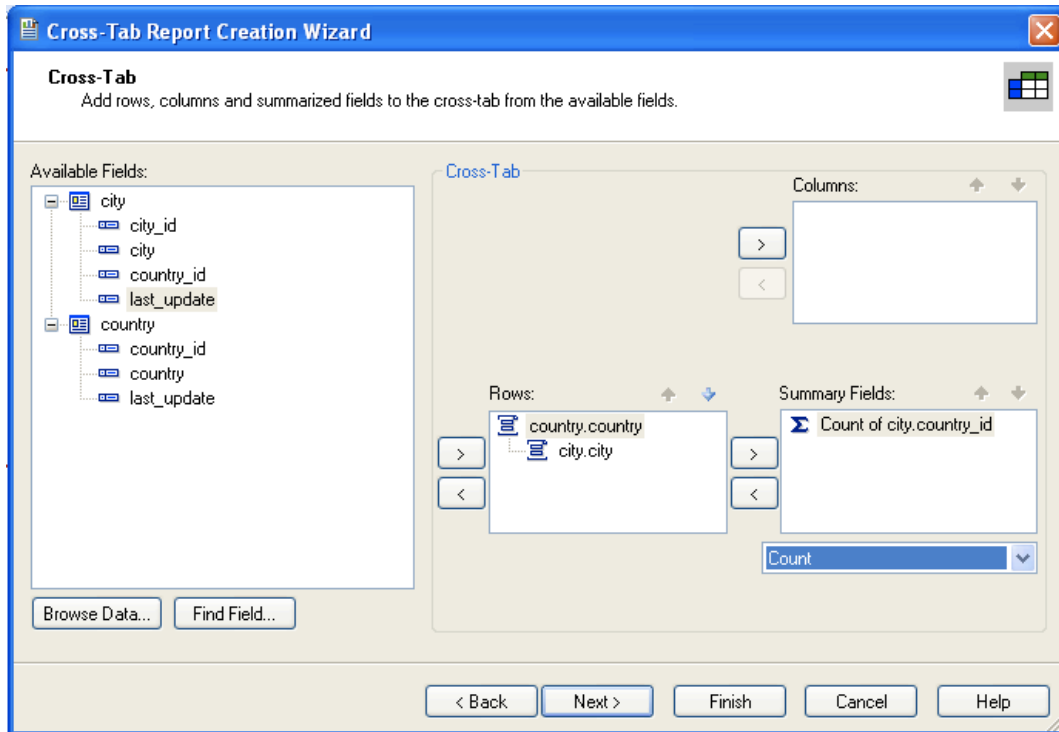 Cross-Tab Report Creation Wizard
Cross-Tab
Add rows, columns and summarized fields to the cross-tab from the available fields.
Available Fields:
city
city_id
city
country_id
last_update
country
country_id
country
last_update
Browse Data...
Find Field...
Cross-Tab
Columns:
>
<
Rows:
country.country
city.city
>
<
Summary Fields:
Σ Count of city.country_id
>
<
Count
< Back
Next >
Finish
Cancel
Help